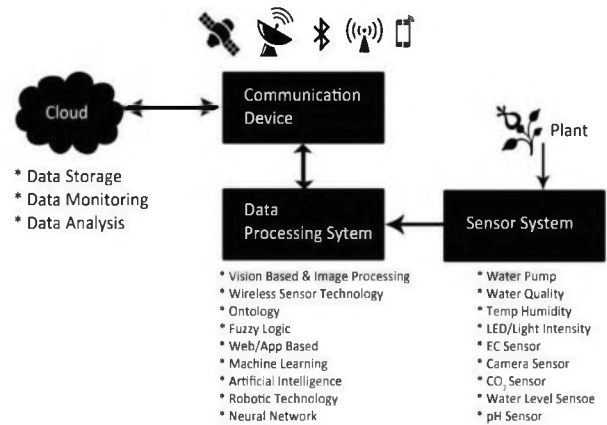 Cloud
* Data Storage
* Data Monitoring
* Data Analysis
Communication
Device
Data
Processing Sytem
* Vision Based & Image Processing
* Wireless Sensor Technology
* Ontology
* Fuzzy Logic
* Web/App Based
* Machine Learning
* Artificial Intelligence
* Robotic Technology
* Neural Network
Plant
Sensor System
* Water Pump
* Water Quality
* Temp Humidity
* LED/Light Intensity
* EC Sensor
* Camera Sensor
* CO₂ Sensor
* Water Level Sensoe
* pH Sensor